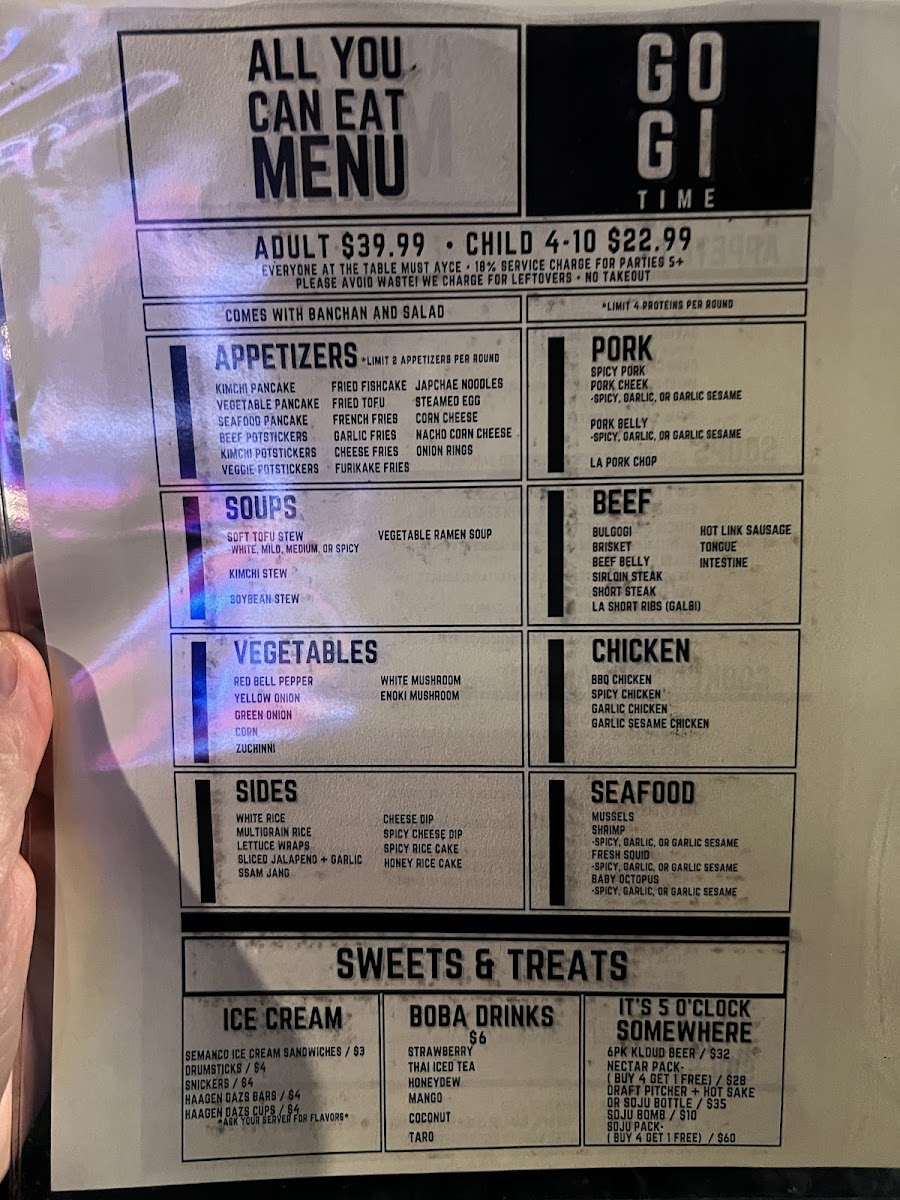 ALL YOU
CAN EAT
MENU
GO
GI
TIME
ADULT $39.99 • CHILD 4-10 $22.99
EVERYONE AT THE TABLE MUST AYCE • 18% SERVICE CHARGE FOR PARTIES 5+
PLEASE AVOID WASTE! WE CHARGE FOR LEFTOVERS • NO TAKEOUT
COMES WITH BANCHAN AND SALAD
*LIMIT 4 PROTEINS PER ROUND
APPETIZERS *LIMIT 2 APPETIZERS PER ROUND
KIMCHI PANCAKE
VEGETABLE PANCAKE
SEAFOOD PANCAKE
BEEF POTSTICKERS
KIMCHI POTSTICKERS
VEGGIE POTSTICKERS
FRIED FISHCAKE
FRIED TOFU
FRENCH FRIES
GARLIC FRIES
CHEESE FRIES
FURIKAKE FRIES
JAPCHAE NOODLES
STEAMED EGG
CORN CHEESE
NACHO CORN CHEESE
ONION RINGS
PORK
SPICY PORK
PORK CHEEK
-SPICY, GARLIC, OR GARLIC SESAME
PORK BELLY
-SPICY, GARLIC, OR GARLIC SESAME
LA PORK CHOP
SOUPS
SOFT TOFU STEW
-WHITE, MILD, MEDIUM, OR SPICY
KIMCHI STEW
SOYBEAN STEW
VEGETABLE RAMEN SOUP
BEEF
BULGOGI
BRISKET
BEEF BELLY
SIRLOIN STEAK
SHORT STEAK
LA SHORT RIBS (GALBI)
HOT LINK SAUSAGE
TONGUE
INTESTINE
VEGETABLES
RED BELL PEPPER
YELLOW ONION
GREEN ONION
CORN
ZUCHINNI
WHITE MUSHROOM
ENOKI MUSHROOM
CHICKEN
BBQ CHICKEN
SPICY CHICKEN
GARLIC CHICKEN
GARLIC SESAME CHICKEN
SIDES
WHITE RICE
MULTIGRAIN RICE
LETTUCE WRAPS
SLICED JALAPENO + GARLIC
SSAM JANG
CHEESE DIP
SPICY CHEESE DIP
SPICY RICE CAKE
HONEY RICE CAKE
SEAFOOD
MUSSELS
SHRIMP
-SPICY, GARLIC, OR GARLIC SESAME
FRESH SQUID
-SPICY, GARLIC, OR GARLIC SESAME
BABY OCTOPUS
-SPICY, GARLIC, OR GARLIC SESAME
SWEETS & TREATS
ICE CREAM
SEMANCO ICE CREAM SANDWICHES / $3
DRUMSTICKS / $4
SNICKERS / $4
HAAGEN DAZS BARS / $4
HAAGEN DAZS CUPS / $4
*ASK YOUR SERVER FOR FLAVORS*
BOBA DRINKS
$6
STRAWBERRY
THAI ICED TEA
HONEYDEW
MANGO
COCONUT
TARO
IT'S 5 O'CLOCK
SOMEWHERE
6PK KLOUD BEER / $32
NECTAR PACK-
( BUY 4 GET 1 FREE) / $28
DRAFT PITCHER + HOT SAKE
OR SOJU BOTTLE / $35
SOJU BOMB / $10
SOJU PACK-
( BUY 4 GET 1 FREE) / $60